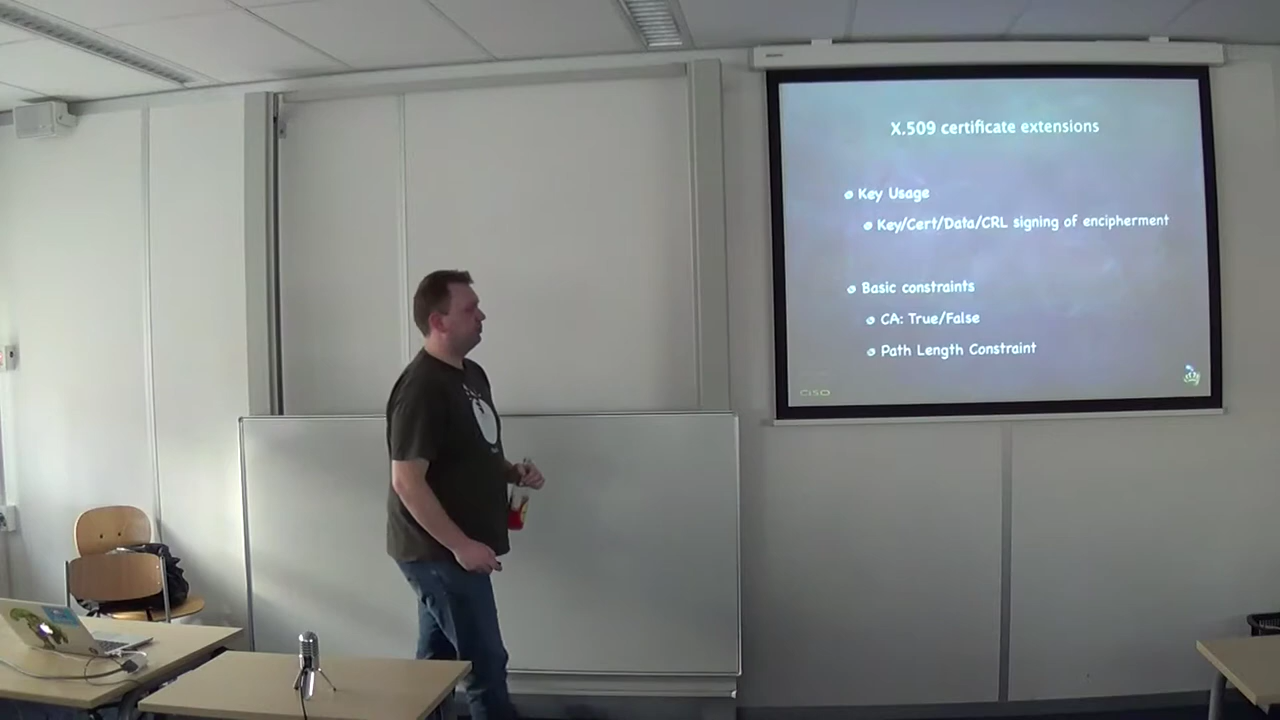 X.509 certificate extensions
Key Usage
Key/Cert/Data/CRL signing of encipherment
Basic constraints
CA: True/False
Path Length Constraint
CISO